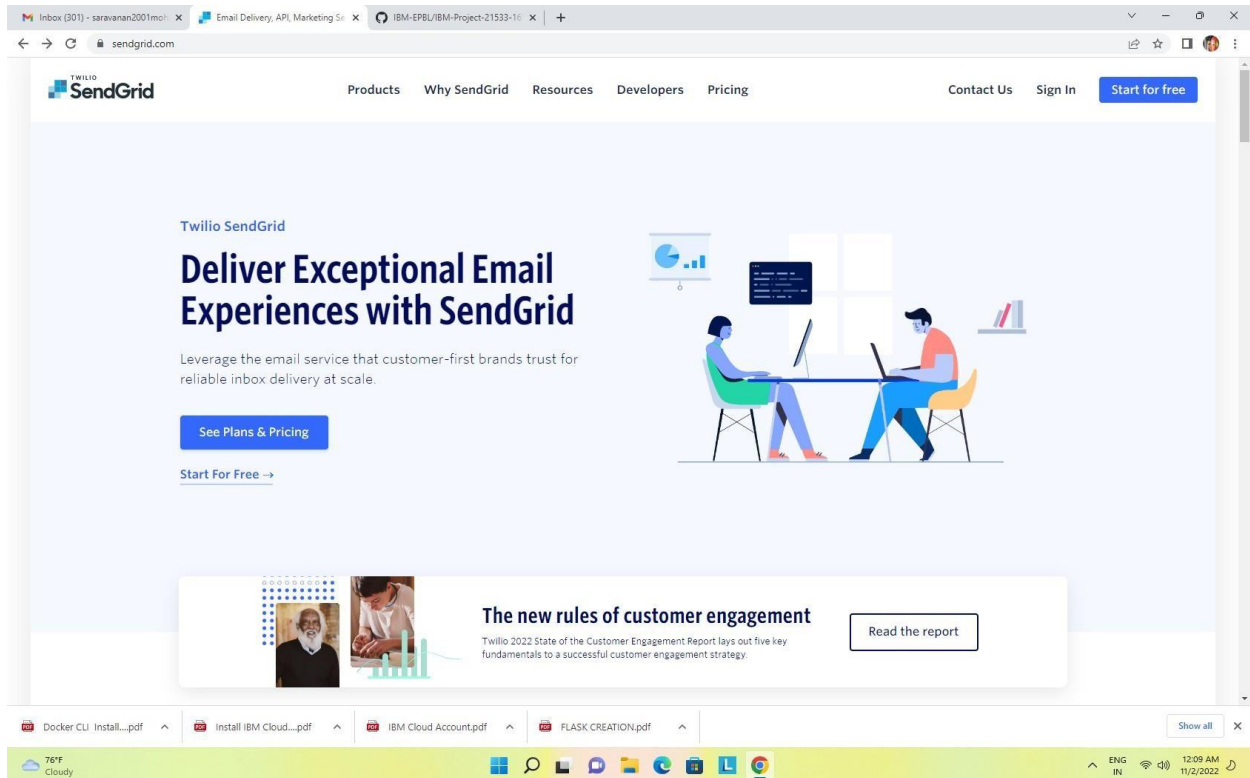 Inbox (301) - saravanan2001moh
Email Delivery, API, Marketing Se
IBM-EPBL/IBM-Project-21533-16
sendgrid.com
TWILIO
SendGrid
Products
Why SendGrid
Resources
Developers
Pricing
Contact Us
Sign In
Start for free
Twilio SendGrid
Deliver Exceptional Email
Experiences with SendGrid
Leverage the email service that customer-first brands trust for
reliable inbox delivery at scale.
See Plans & Pricing
Start For Free →
The new rules of customer engagement
Twilio 2022 State of the Customer Engagement Report lays out five key
fundamentals to a successful customer engagement strategy.
Read the report
Docker CLI Install....pdf
Install IBM Cloud....pdf
IBM Cloud Account.pdf
FLASK CREATION.pdf
Show all
76°F
Cloudy
L
ENG
IN
12:09 AM
11/2/2022